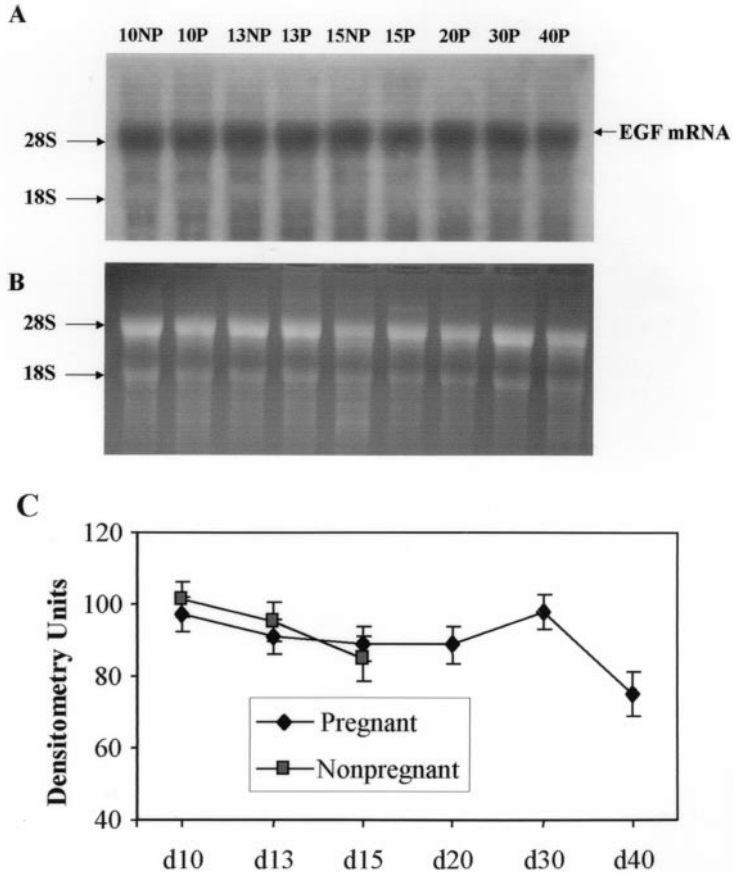 A
10NP 10P 13NP 13P 15NP 15P 20P 30P 40P
28S
EGF mRNA
18S
B
28S
18S
C
120
100
80
60
40
Densitometry Units
Pregnant
Nonpregnant
d10 d13 d15 d20 d30 d40